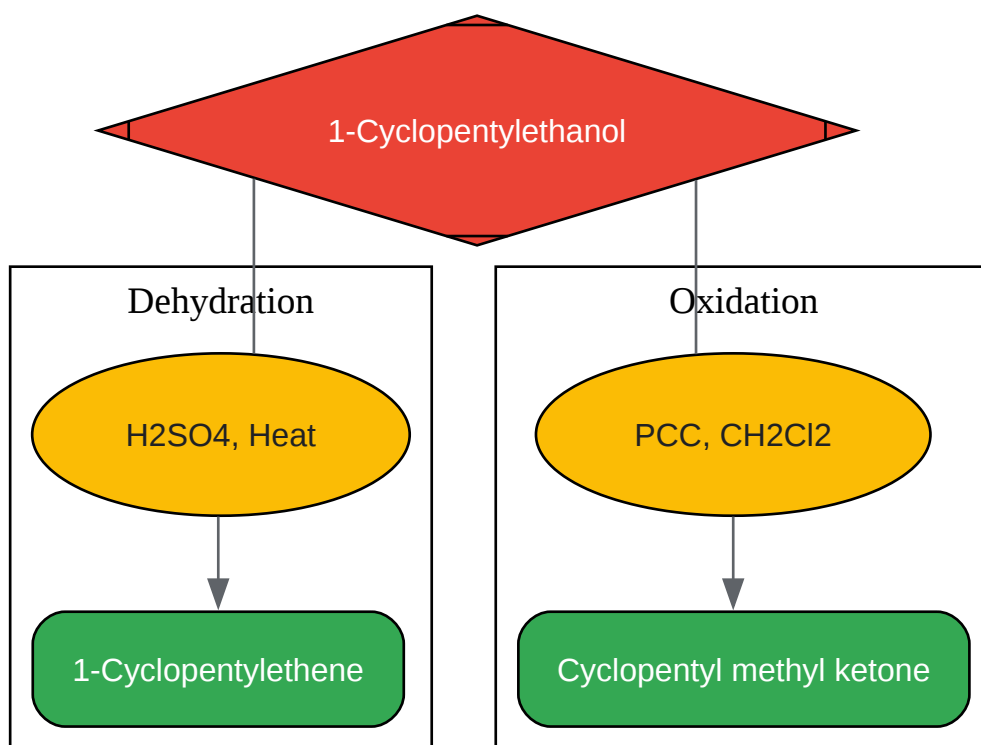 1-Cyclopentylethanol
Dehydration
Oxidation
H2SO4, Heat
PCC, CH2Cl2
1-Cyclopentylethene
Cyclopentyl methyl ketone